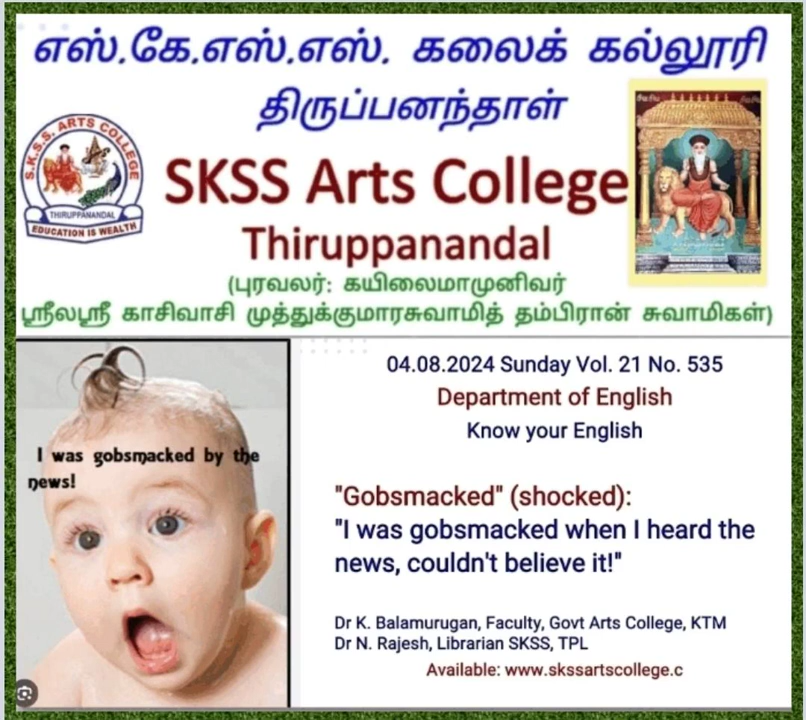 எஸ்.கே.எஸ்.எஸ். கலைக் கல்லூரி
திருப்பனந்தாள்
S.K.S.S. ARTS COLLEGE
THIRUPPANANDAL
EDUCATION IS WEALTH
SKSS Arts College
Thiruppanandal
(புரவலர்: கயிலைமாமுனிவர்
ஸ்ரீலஸ்ரீ காசிவாசி முத்துக்குமாரசுவாமித் தம்பிரான் சுவாமிகள்)
I was gobsmacked by the
news!
04.08.2024 Sunday Vol. 21 No. 535
Department of English
Know your English
"Gobsmacked" (shocked):
"I was gobsmacked when I heard the
news, couldn't believe it!"
Dr K. Balamurugan, Faculty, Govt Arts College, KTM
Dr N. Rajesh, Librarian SKSS, TPL
Available: www.skssartscollege.c